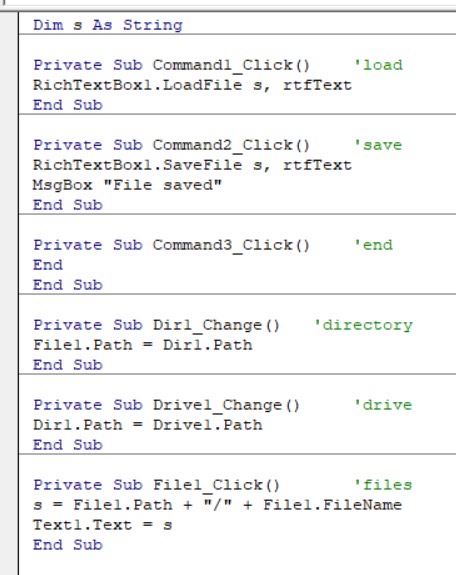 Dim s As String
Private Sub Command1_Click()    'load
RichTextBox1.LoadFile s, rtfText
End Sub
Private Sub Command2_Click()    'save
RichTextBox1.SaveFile s, rtfText
MsgBox "File saved"
End Sub
Private Sub Command3_Click()    'end
End
End Sub
Private Sub Dir1_Change()   'directory
File1.Path = Dir1.Path
End Sub
Private Sub Drive1_Change()     'drive
Dir1.Path = Drive1.Path
End Sub
Private Sub File1_Click()       'files
s = File1.Path + "/" + File1.FileName
Text1.Text = s
End Sub